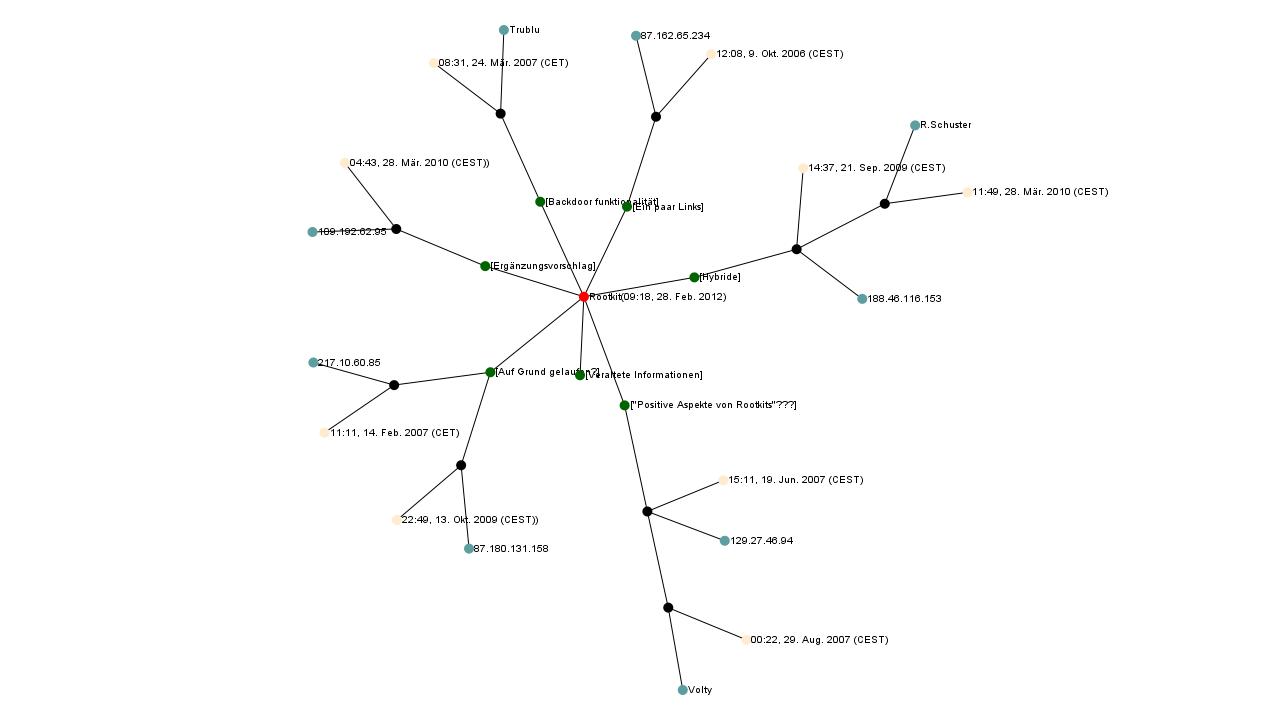 Trublu
87.162.65.234
12:08, 9. Okt. 2006 (CEST)
08:31, 24. Mär. 2007 (CET)
R.Schuster
04:43, 28. Mär. 2010 (CEST))
14:37, 21. Sep. 2009 (CEST)
11:49, 28. Mär. 2010 (CEST)
[Backdoor funktionalität]
[Ein paar Links]
189.192.62.95
[Ergänzungsvorschlag]
[Hybride]
Rootkit(09:18, 28. Feb. 2012)
188.46.116.153
217.10.60.85
[Auf Grund gelaufen?]
[Veraltete Informationen]
["Positive Aspekte von Rootkits"???]
11:11, 14. Feb. 2007 (CET)
15:11, 19. Jun. 2007 (CEST)
22:49, 13. Okt. 2009 (CEST))
129.27.46.94
87.180.131.158
00:22, 29. Aug. 2007 (CEST)
Volty